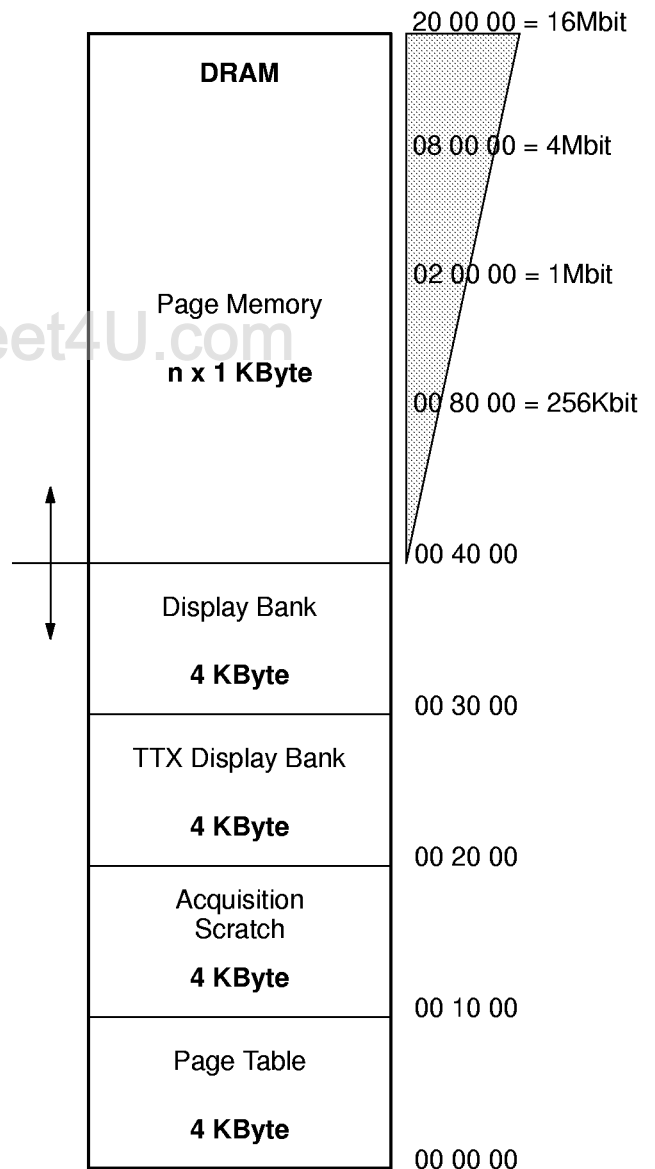 20 00 00 = 16Mbit
DRAM
08 00 00 = 4Mbit
02 00 00 = 1Mbit
Page Memory
eet4U.com
n x 1 KByte
00 80 00 = 256Kbit
00 40 00
Display Bank
4 KByte
00 30 00
TTX Display Bank
4 KByte
00 20 00
Acquisition
Scratch
4 KByte
00 10 00
Page Table
4 KByte
00 00 00